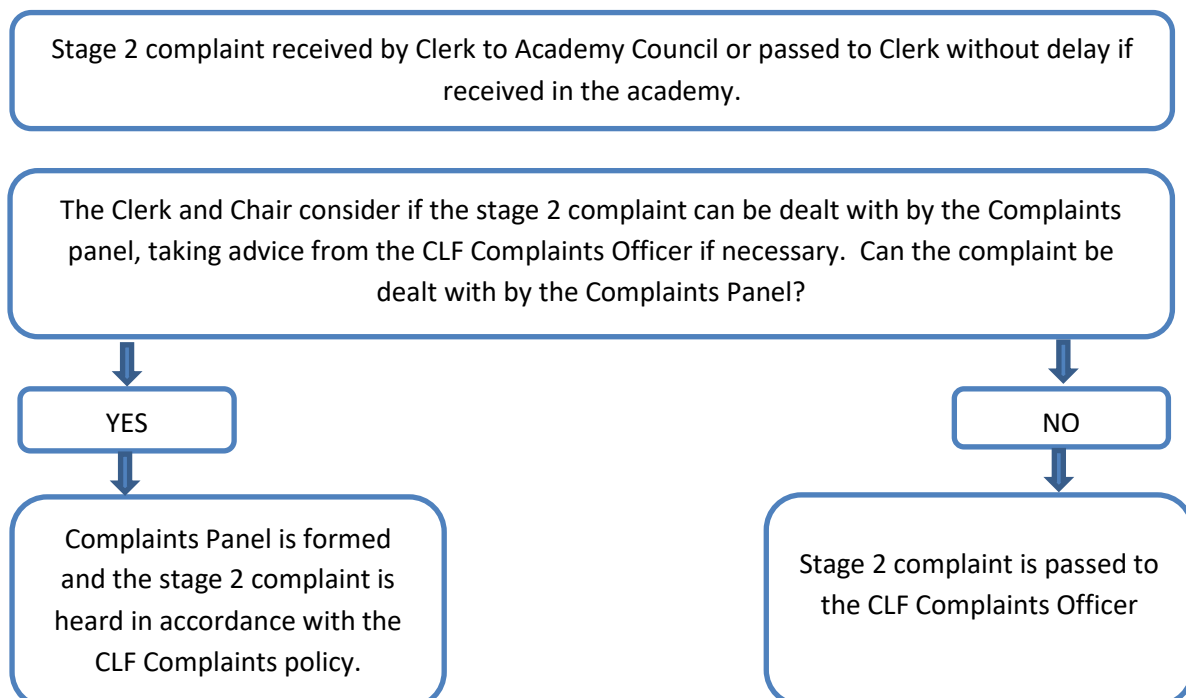 Stage 2 complaint received by Clerk to Academy Council or passed to Clerk without delay if
received in the academy.
The Clerk and Chair consider if the stage 2 complaint can be dealt with by the Complaints
panel, taking advice from the CLF Complaints Officer if necessary.  Can the complaint be
dealt with by the Complaints Panel?
YES
NO
Complaints Panel is formed
and the stage 2 complaint is
heard in accordance with the
CLF Complaints policy.
Stage 2 complaint is passed to
the CLF Complaints Officer